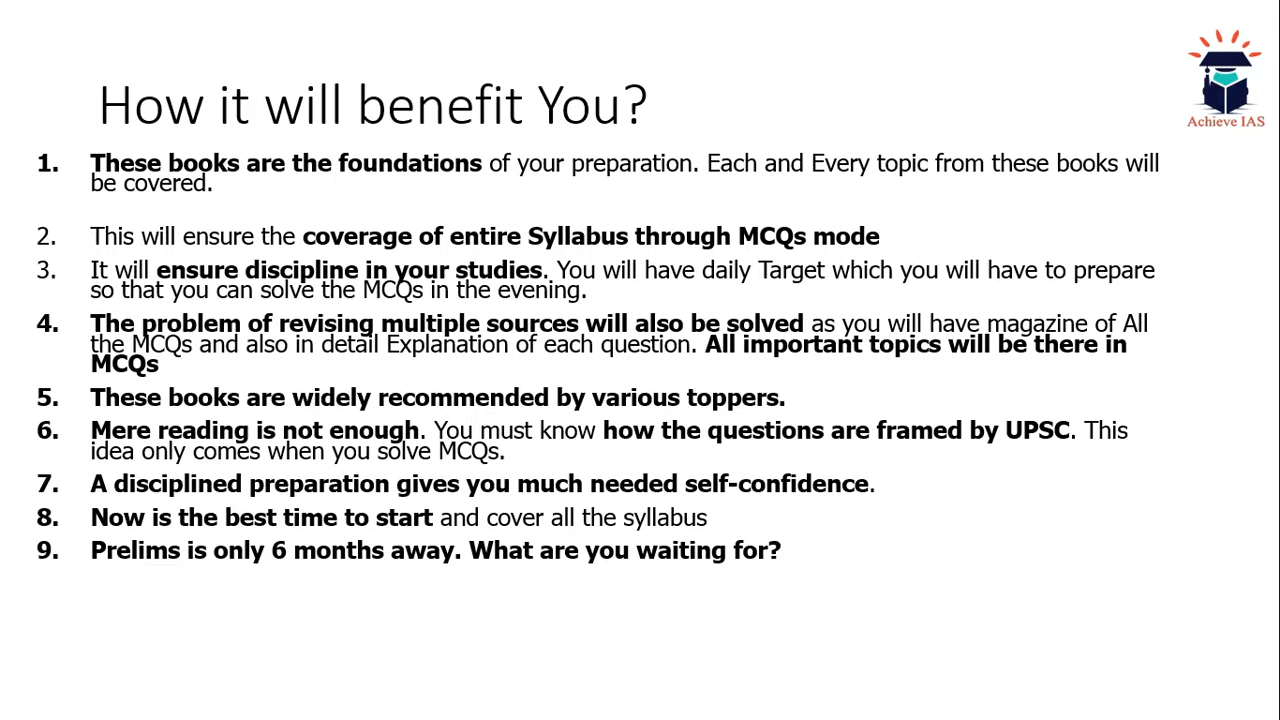 Achieve IAS
How it will benefit You?
1. These books are the foundations of your preparation. Each and Every topic from these books will
be covered.
2. This will ensure the coverage of entire Syllabus through MCQs mode
3. It will ensure discipline in your studies. You will have daily Target which you will have to prepare
so that you can solve the MCQs in the evening.
4. The problem of revising multiple sources will also be solved as you will have magazine of All
the MCQs and also in detail Explanation of each question. All important topics will be there in
MCQs
5. These books are widely recommended by various toppers.
6. Mere reading is not enough. You must know how the questions are framed by UPSC. This
idea only comes when you solve MCQs.
7. A disciplined preparation gives you much needed self-confidence.
8. Now is the best time to start and cover all the syllabus
9. Prelims is only 6 months away. What are you waiting for?